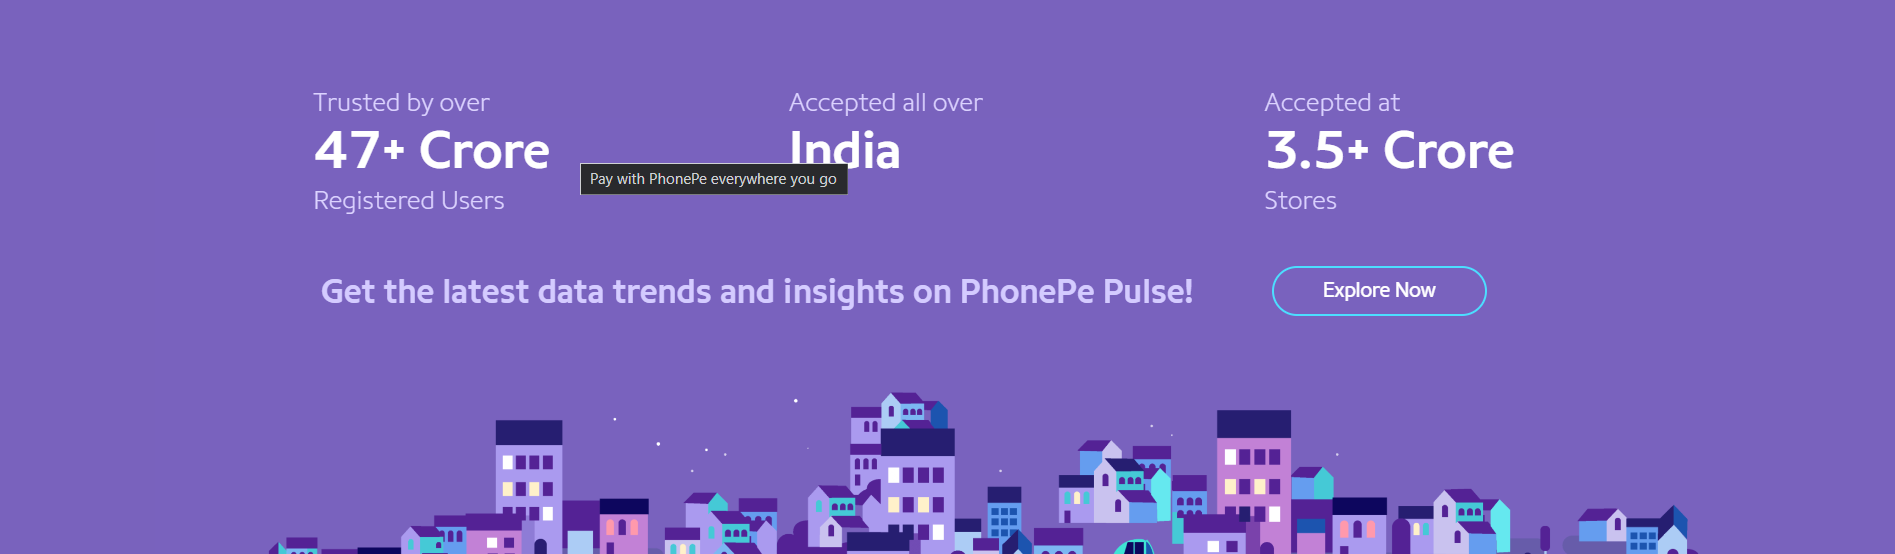 Trusted by over
47+ Crore
Registered Users
Accepted all over
India
Pay with PhonePe everywhere you go
Accepted at
3.5+ Crore
Stores
Get the latest data trends and insights on PhonePe Pulse!
Explore Now